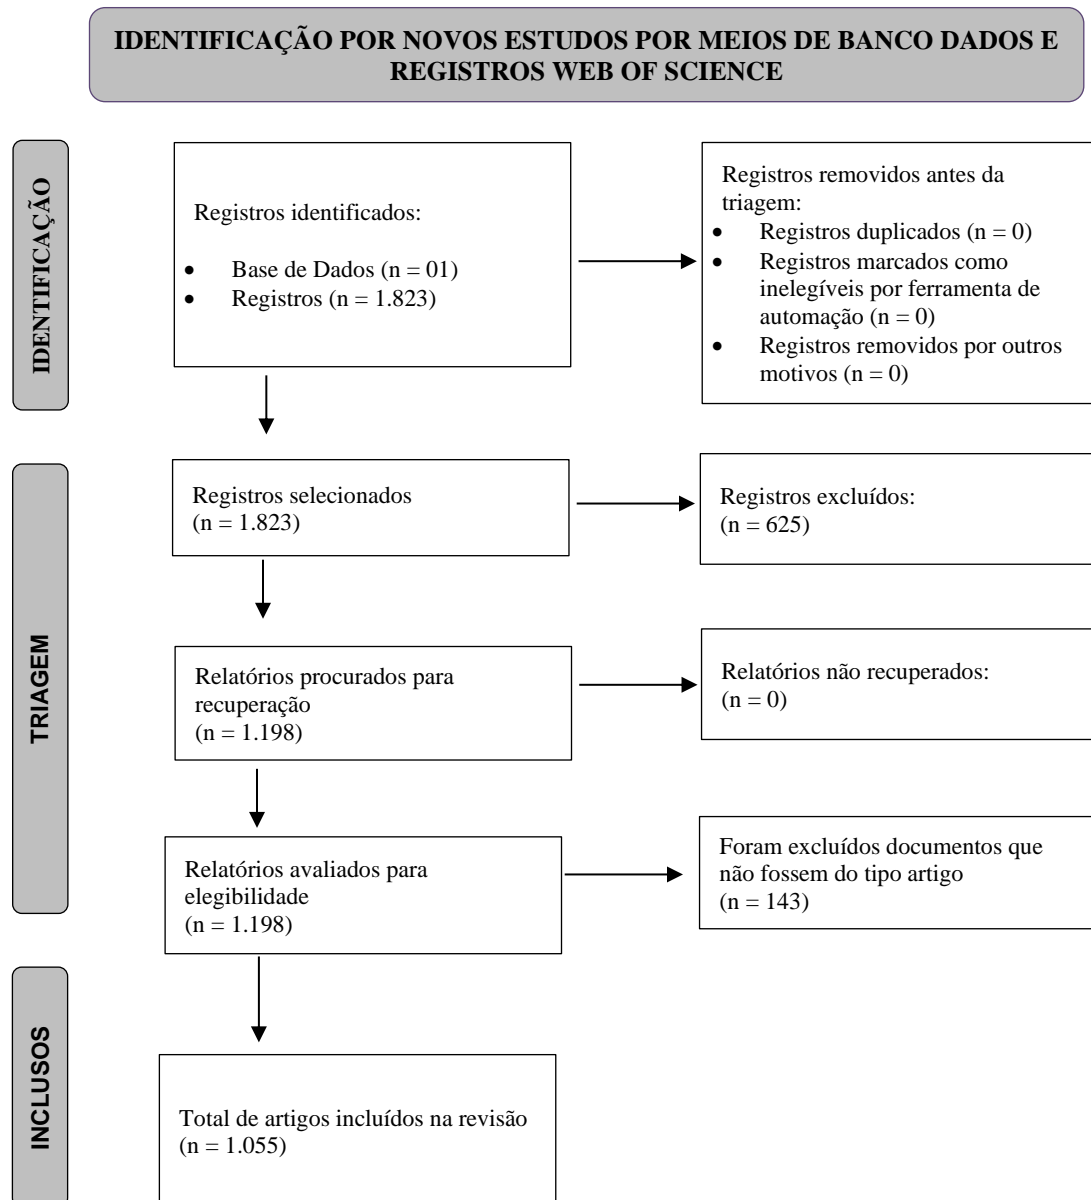 IDENTIFICAÇÃO POR NOVOS ESTUDOS POR MEIOS DE BANCO DADOS E
REGISTROS WEB OF SCIENCE
IDENTIFICAÇÃO
Registros identificados:
• Base de Dados (n = 01)
• Registros (n = 1.823)
Registros removidos antes da
triagem:
• Registros duplicados (n = 0)
• Registros marcados como
inelegíveis por ferramenta de
automação (n = 0)
• Registros removidos por outros
motivos (n = 0)
TRIAGEM
Registros selecionados
(n = 1.823)
Registros excluídos:
(n = 625)
Relatórios procurados para
recuperação
(n = 1.198)
Relatórios não recuperados:
(n = 0)
Relatórios avaliados para
elegibilidade
(n = 1.198)
Foram excluídos documentos que
não fossem do tipo artigo
(n = 143)
INCLUSOS
Total de artigos incluídos na revisão
(n = 1.055)